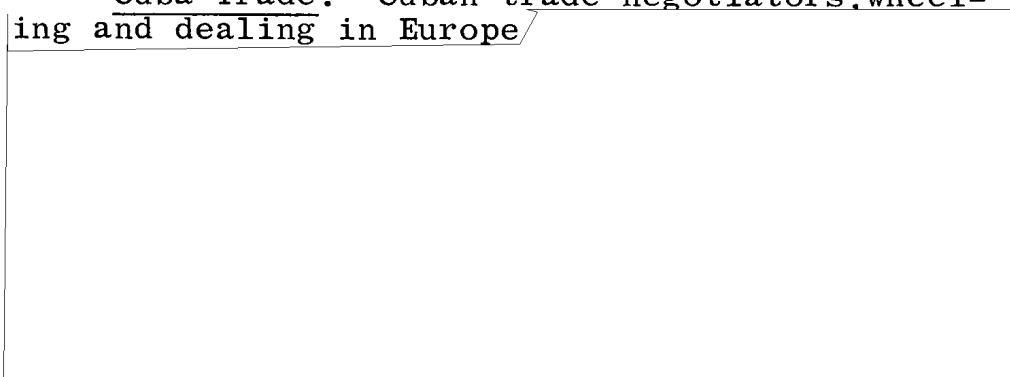 Cuba Trade: Cuban trade negotiators, wheel-
ing and dealing in Europe